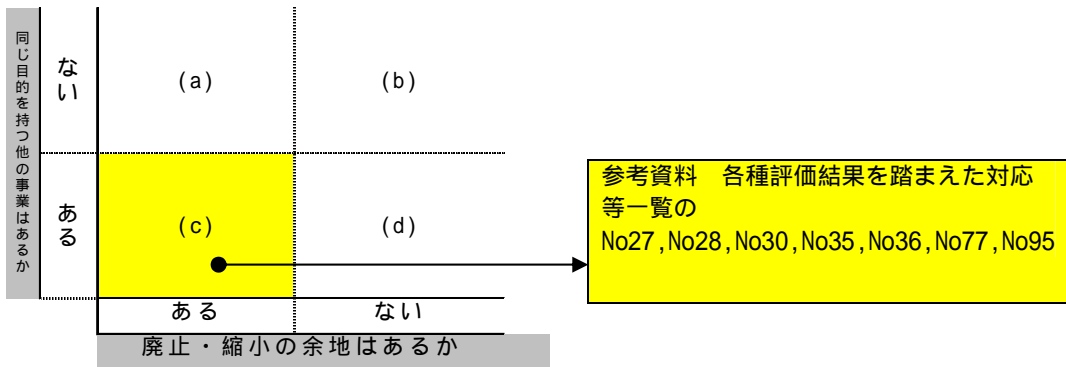 同じ目的を持つ他の事業はあるか
ない
(a)
(b)
ある
(c)
(d)
ある
ない
廃止・縮小の余地はあるか
参考資料 各種評価結果を踏まえた対応
等一覧の
No27,No28,No30,No35,No36,No77,No95